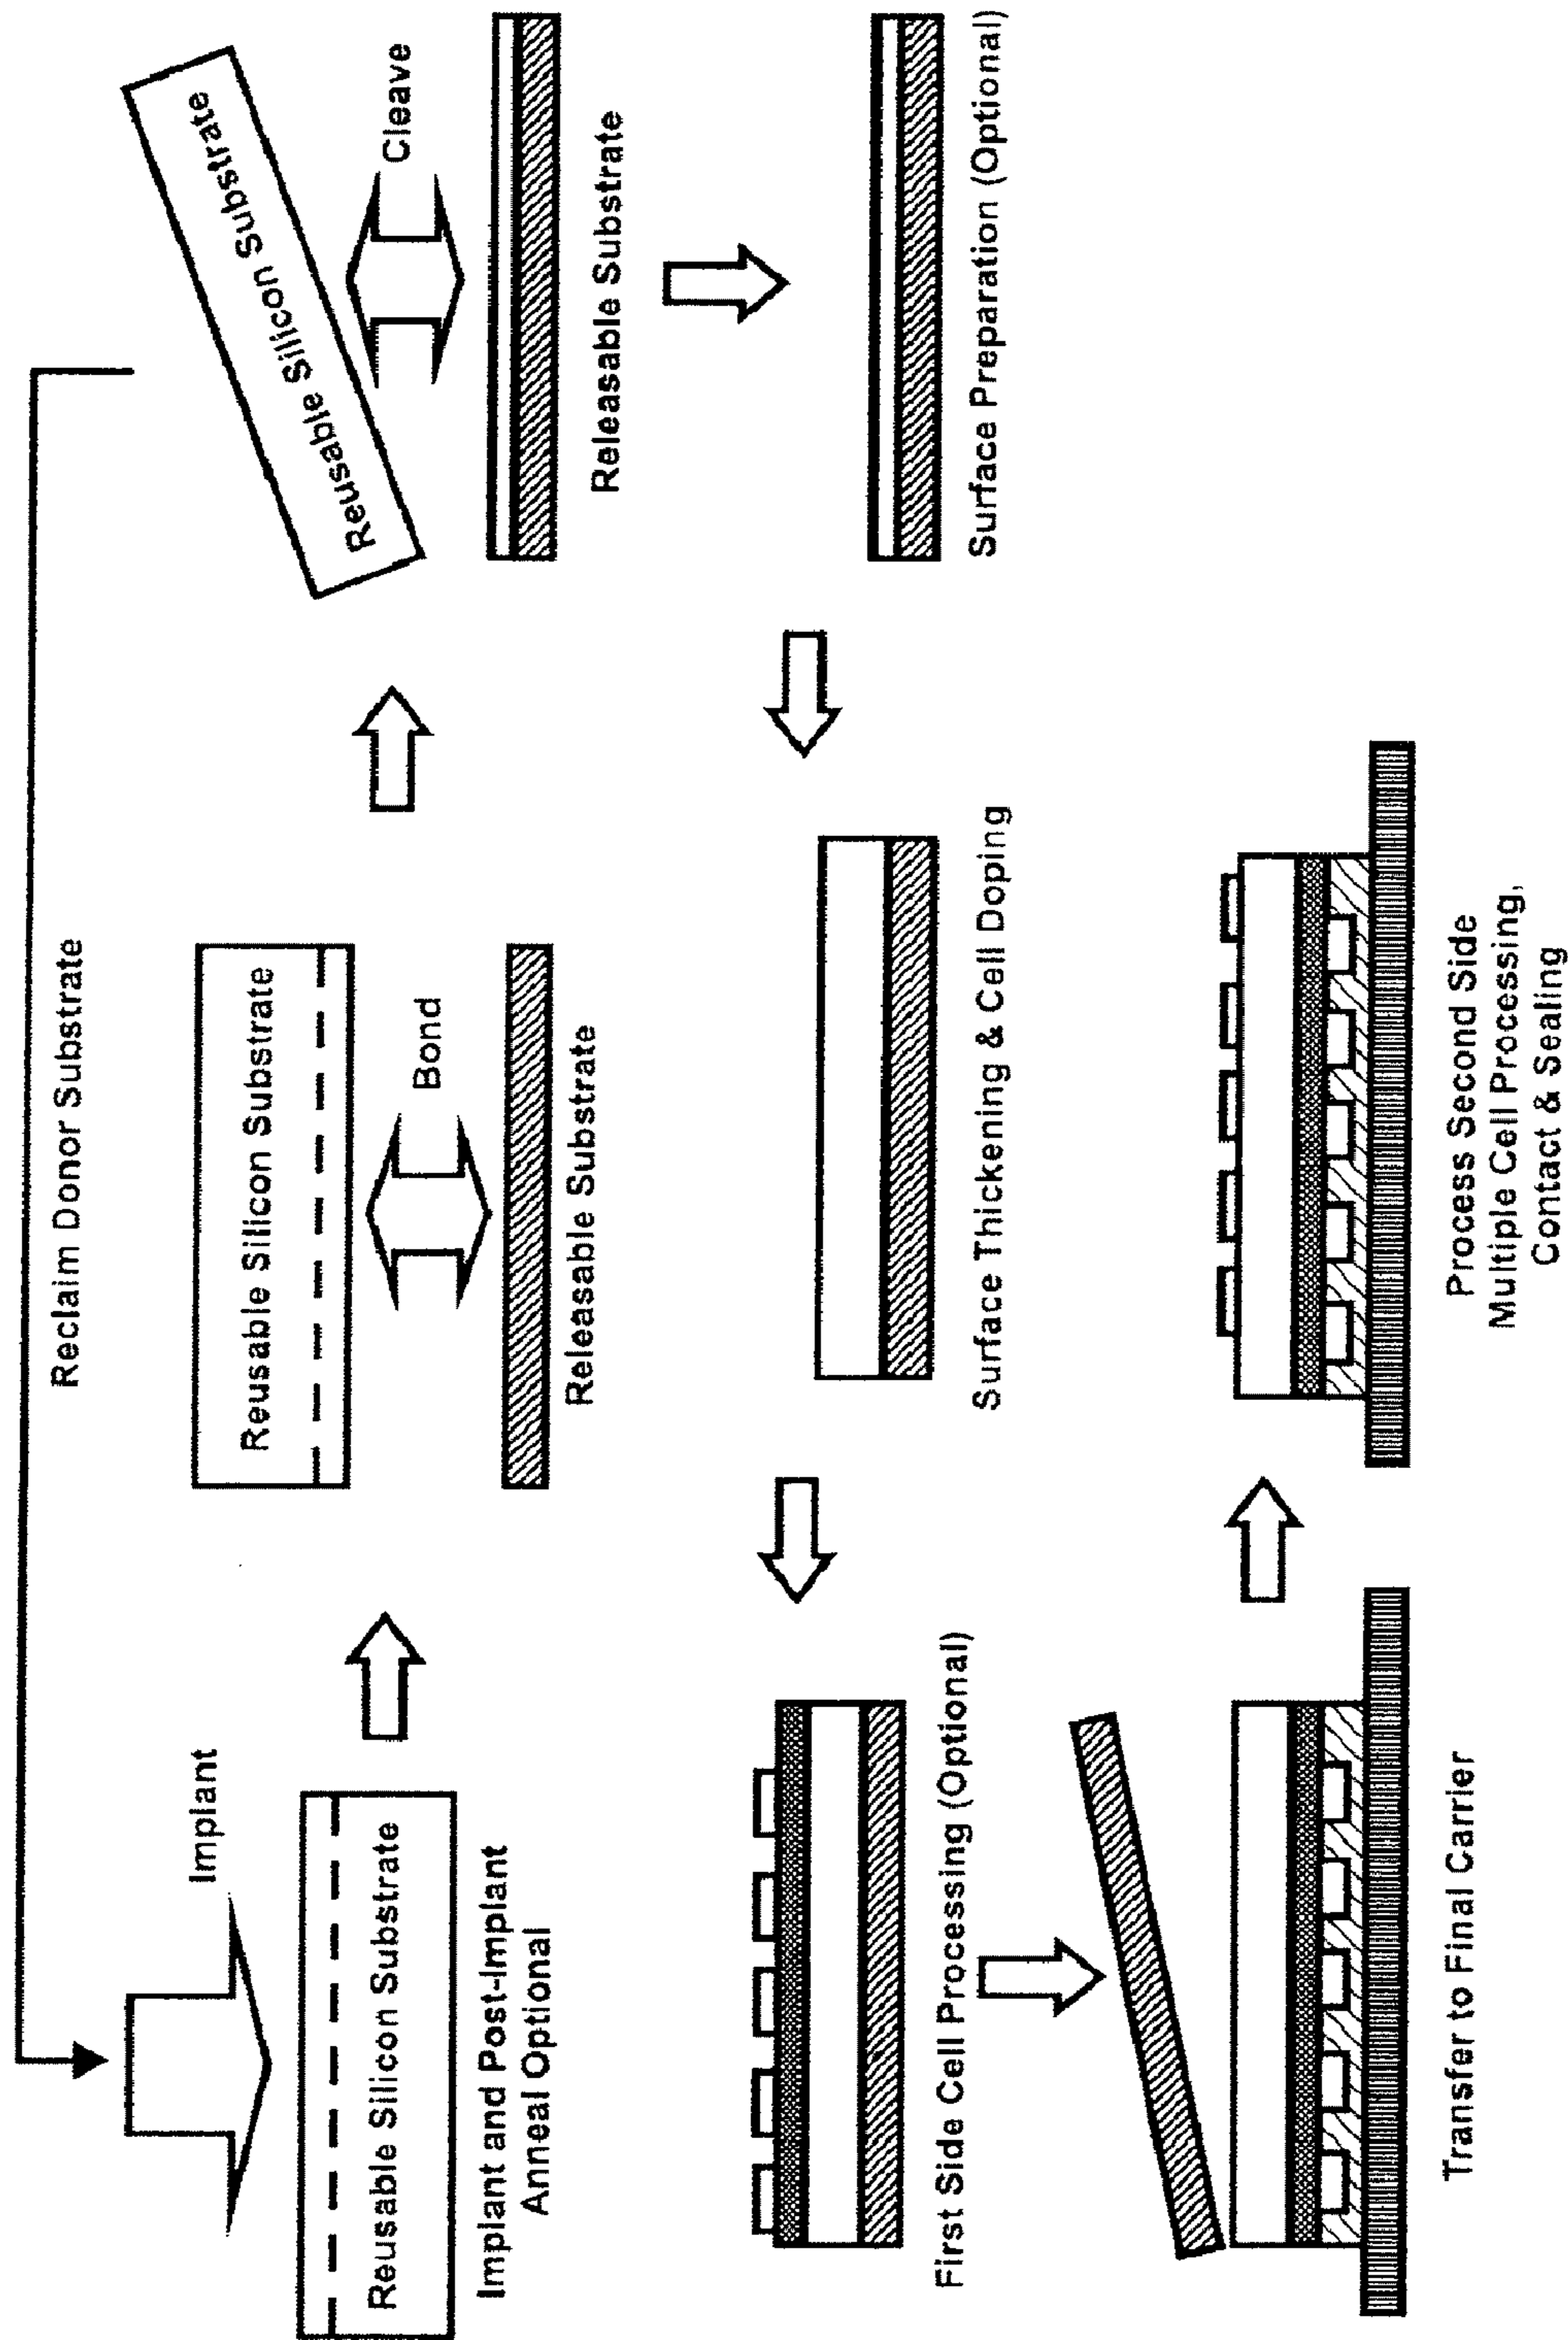 Reclaim Donor Substrate
Implant
Reusable Silicon Substrate
Implant and Post-Implant
Anneal Optional
Reusable Silicon Substrate
Bond
Releasable Substrate
Reusable Silicon Substrate
Cleave
Releasable Substrate
Surface Preparation (Optional)
Surface Thickening & Cell Doping
First Side Cell Processing (Optional)
Transfer to Final Carrier
Process Second Side
Multiple Cell Processing,
Contact & Sealing